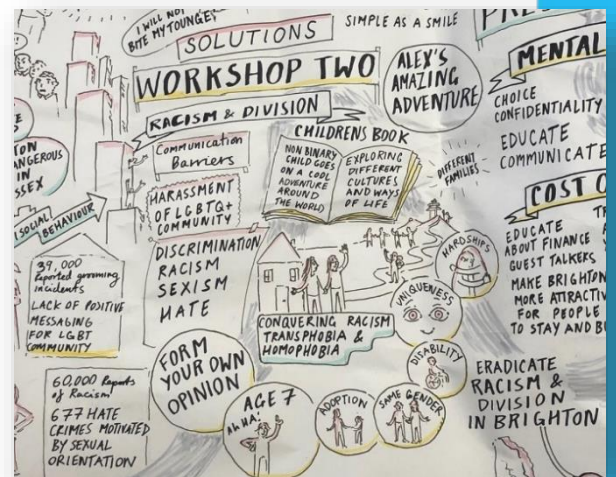 I WILL NOT
BITE MY TOUNGE!
SOLUTIONS
SIMPLE AS A SMILE
WORKSHOP TWO
RACISM & DIVISION
ALEX'S
AMAZING
ADVENTURE
MENTAL
CHOICE
CONFIDENTIALITY
EDUCATE
COMMUNICATE
IN
SSEX
SOCIAL
BEHAVIOUR
Communication
Barriers
HARASSMENT
OF LGBTQ+
COMMUNITY
DISCRIMINATION
RACISM
SEXISM
HATE
CHILDRENS BOOK
NON BINARY
CHILD GOES
ON A COOL
ADVENTURE
AROUND
THE WORLD
EXPLORING
DIFFERENT
CULTURES
AND WAYS
OF LIFE
DIFFERENT
FAMILIES
COST
EDUCATE
ABOUT FINANCE
GUEST TALKERS
MAKE BRIGHTON
MORE ATTRACTIV
FOR PEOPLE
TO STAY AND B
39,000
Reported grooming
incidents
LACK OF POSITIVE
MESSAGING
FOR LGBT
COMMUNITY
HARDSHIPS
UNIQUENESS
CONQUERING RACISM
TRANSPHOBIA &
HOMOPHOBIA
DISABILITY
FORM
YOUR OWN
OPINION
60,000 Reports
of Racism
677 HATE
CRIMES MOTIVATED
BY SEXUAL
ORIENTATION
AGE 7
Ah HA!
ADOPTION
SAME GENDER
ERADICATE
RACISM &
DIVISION
IN BRIGHTON